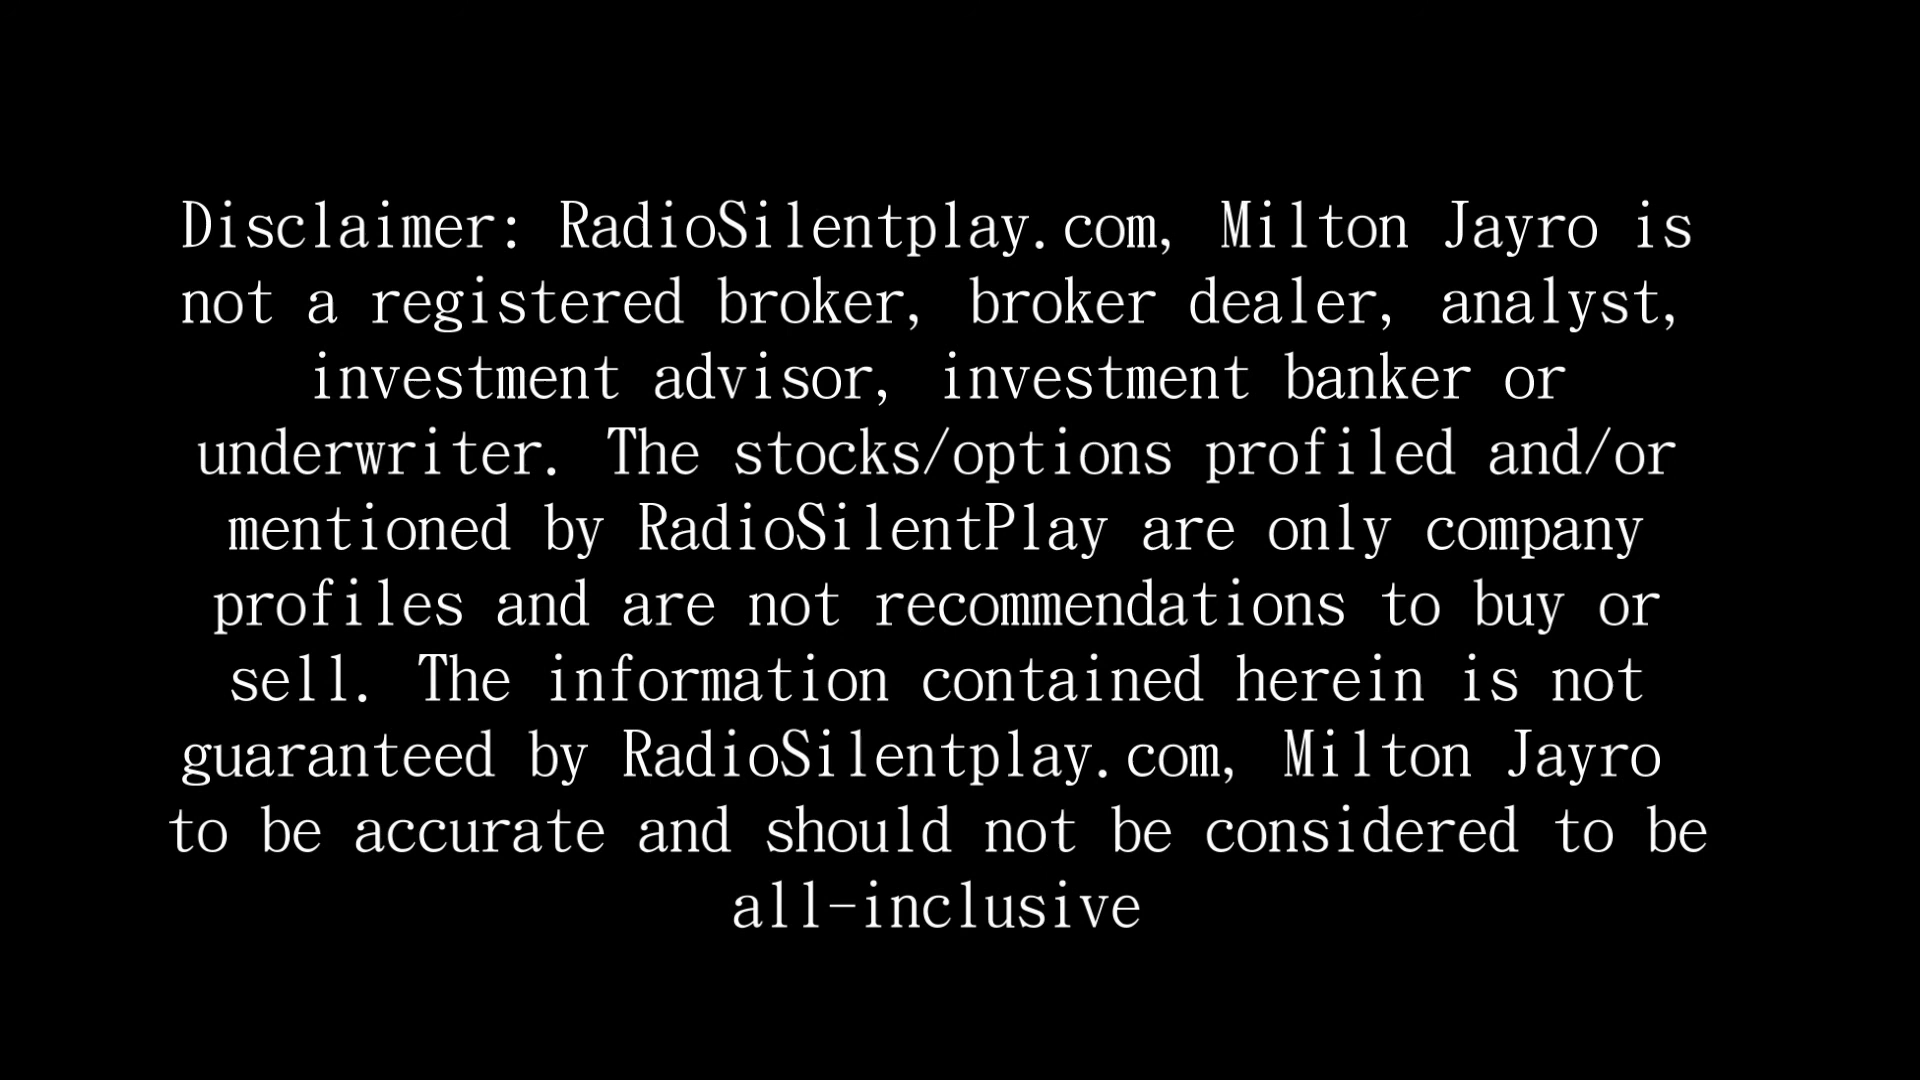 Disclaimer: RadioSilentplay.com, Milton Jayro is
not a registered broker, broker dealer, analyst,
investment advisor, investment banker or
underwriter. The stocks/options profiled and/or
mentioned by RadioSilentPlay are only company
profiles and are not recommendations to buy or
sell. The information contained herein is not
guaranteed by RadioSilentplay.com, Milton Jayro
to be accurate and should not be considered to be
all-inclusive